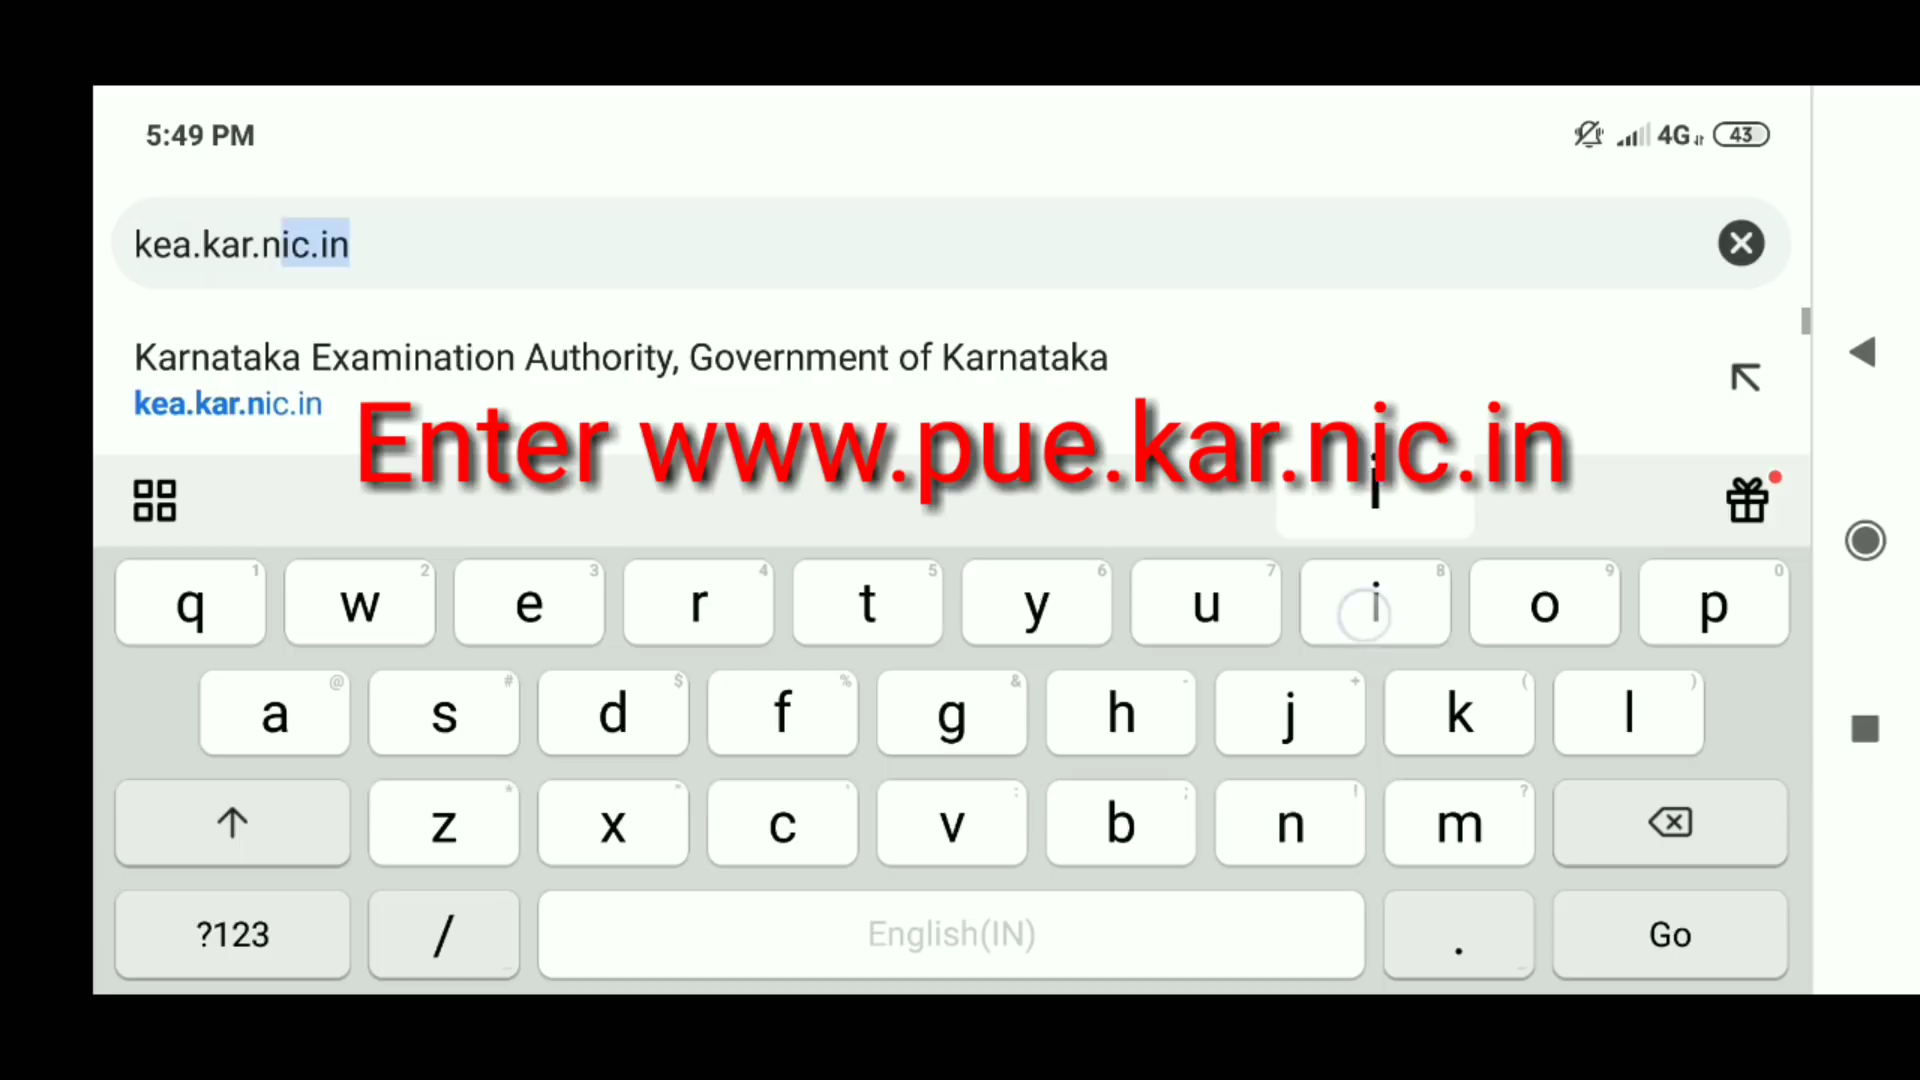 5:49 PM
4G 43
kea.kar.nic.in
Karnataka Examination Authority, Government of Karnataka
kea.kar.nic.in
Enter www.pue.kar.nic.in
i
q 1 w 2 e 3 r 4 t 5 y 6 u 7 i 8 o 9 p 0
a @ s # d $ f % g & h - j + k ( l )
z * x " c ' v : b ; n ! m ?
?123 / _ English(IN) . _ Go